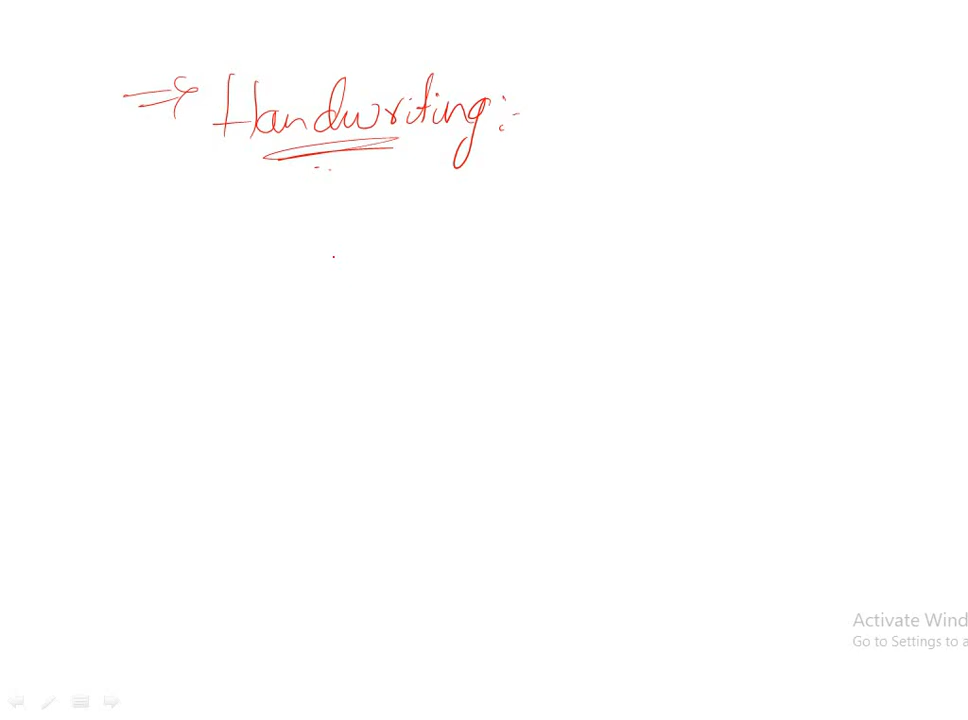 ⇒ Handwriting :-
Activate Wind
Go to Settings to a